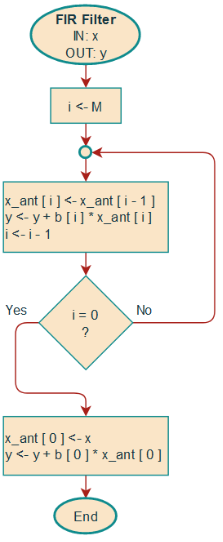 FIR Filter
IN: x
OUT: y
i <- M
x_ant [ i ] <- x_ant [ i - 1 ]
y <- y + b [ i ] * x_ant [ i ]
i <- i - 1
Yes
i = 0
?
No
x_ant [ 0 ] <- x
y <- y + b [ 0 ] * x_ant [ 0 ]
End